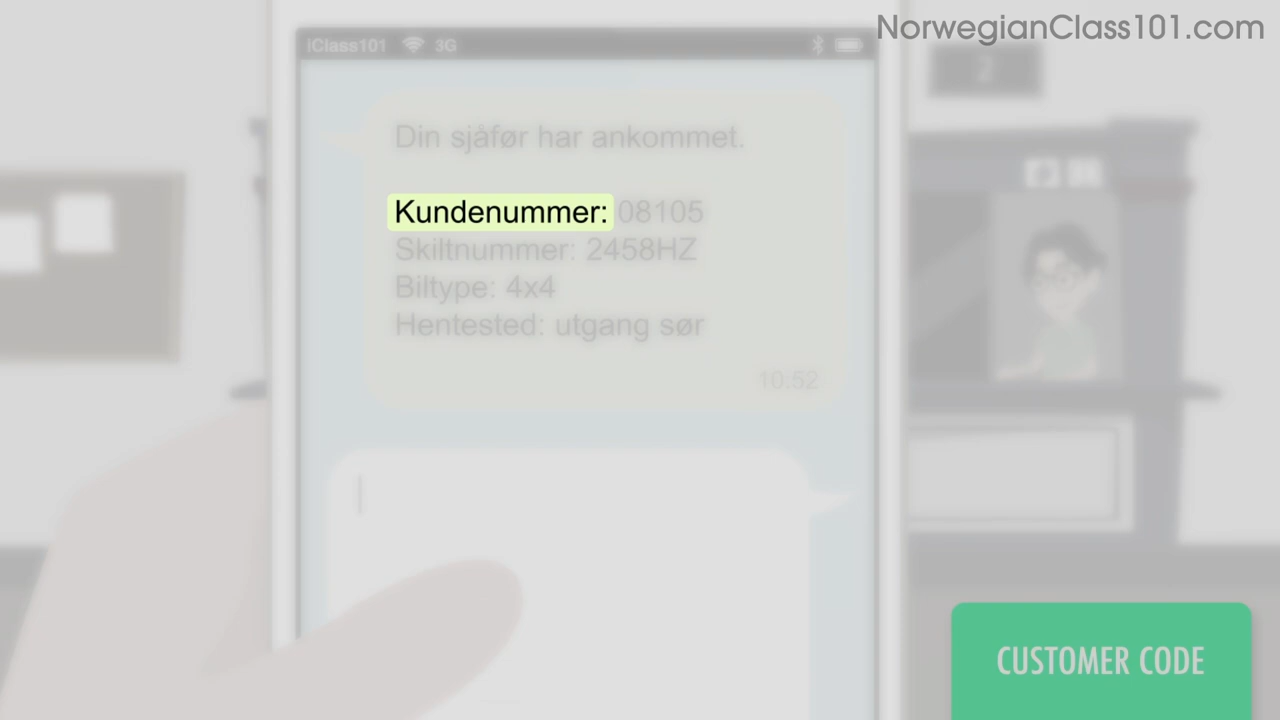 NorwegianClass101.com
iClass101 3G
2
Din sjåfør har ankommet.
Kundenummer: 08105
Skiltnummer: 2458HZ
Biltype: 4x4
Hentested: utgang sør
10:52
CUSTOMER CODE